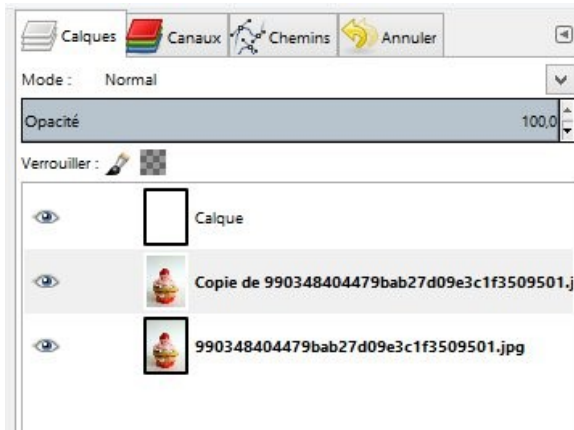 Calques Canaux Chemins Annuler
Mode : Normal
Opacité 100,0
Verrouiller :
Calque
Copie de 990348404479bab27d09e3c1f3509501.j
990348404479bab27d09e3c1f3509501.jpg